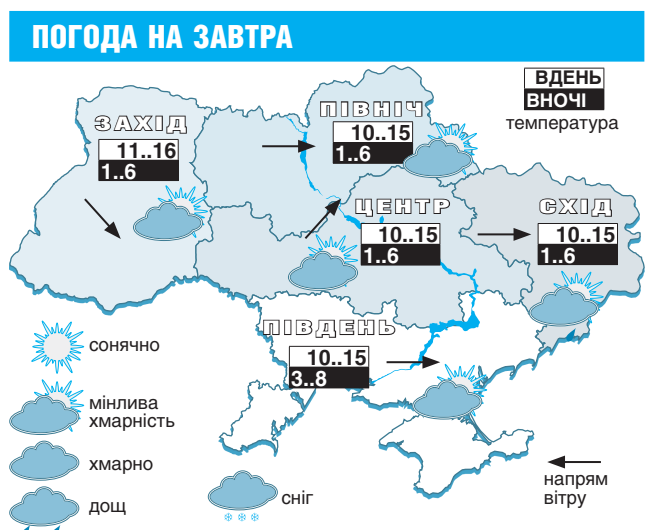 ПОГОДА НА ЗАВТРА
ВДЕНЬ
ВНОЧІ
температура
ПІВНІЧ
10..15
1..6
ЗАХІД
11..16
1..6
ЦЕНТР
10..15
1..6
СХІД
10..15
1..6
ПІВДЕНЬ
10..15
3..8
сонячно
мінлива
хмарність
хмарно
дощ
сніг
напрям
вітру